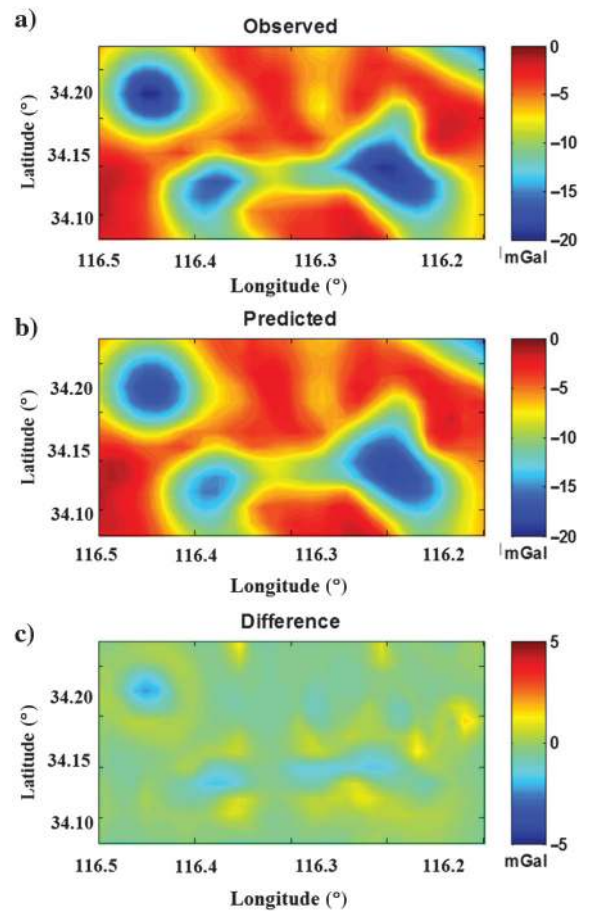 a)
Observed
Latitude (°)
34.20
34.15
34.10
116.5 116.4 116.3 116.2
Longitude (°)
0
−5
−10
−15
−20
mGal
b)
Predicted
Latitude (°)
34.20
34.15
34.10
116.5 116.4 116.3 116.2
Longitude (°)
0
−5
−10
−15
−20
mGal
c)
Difference
Latitude (°)
34.20
34.15
34.10
116.5 116.4 116.3 116.2
Longitude (°)
5
0
−5
mGal